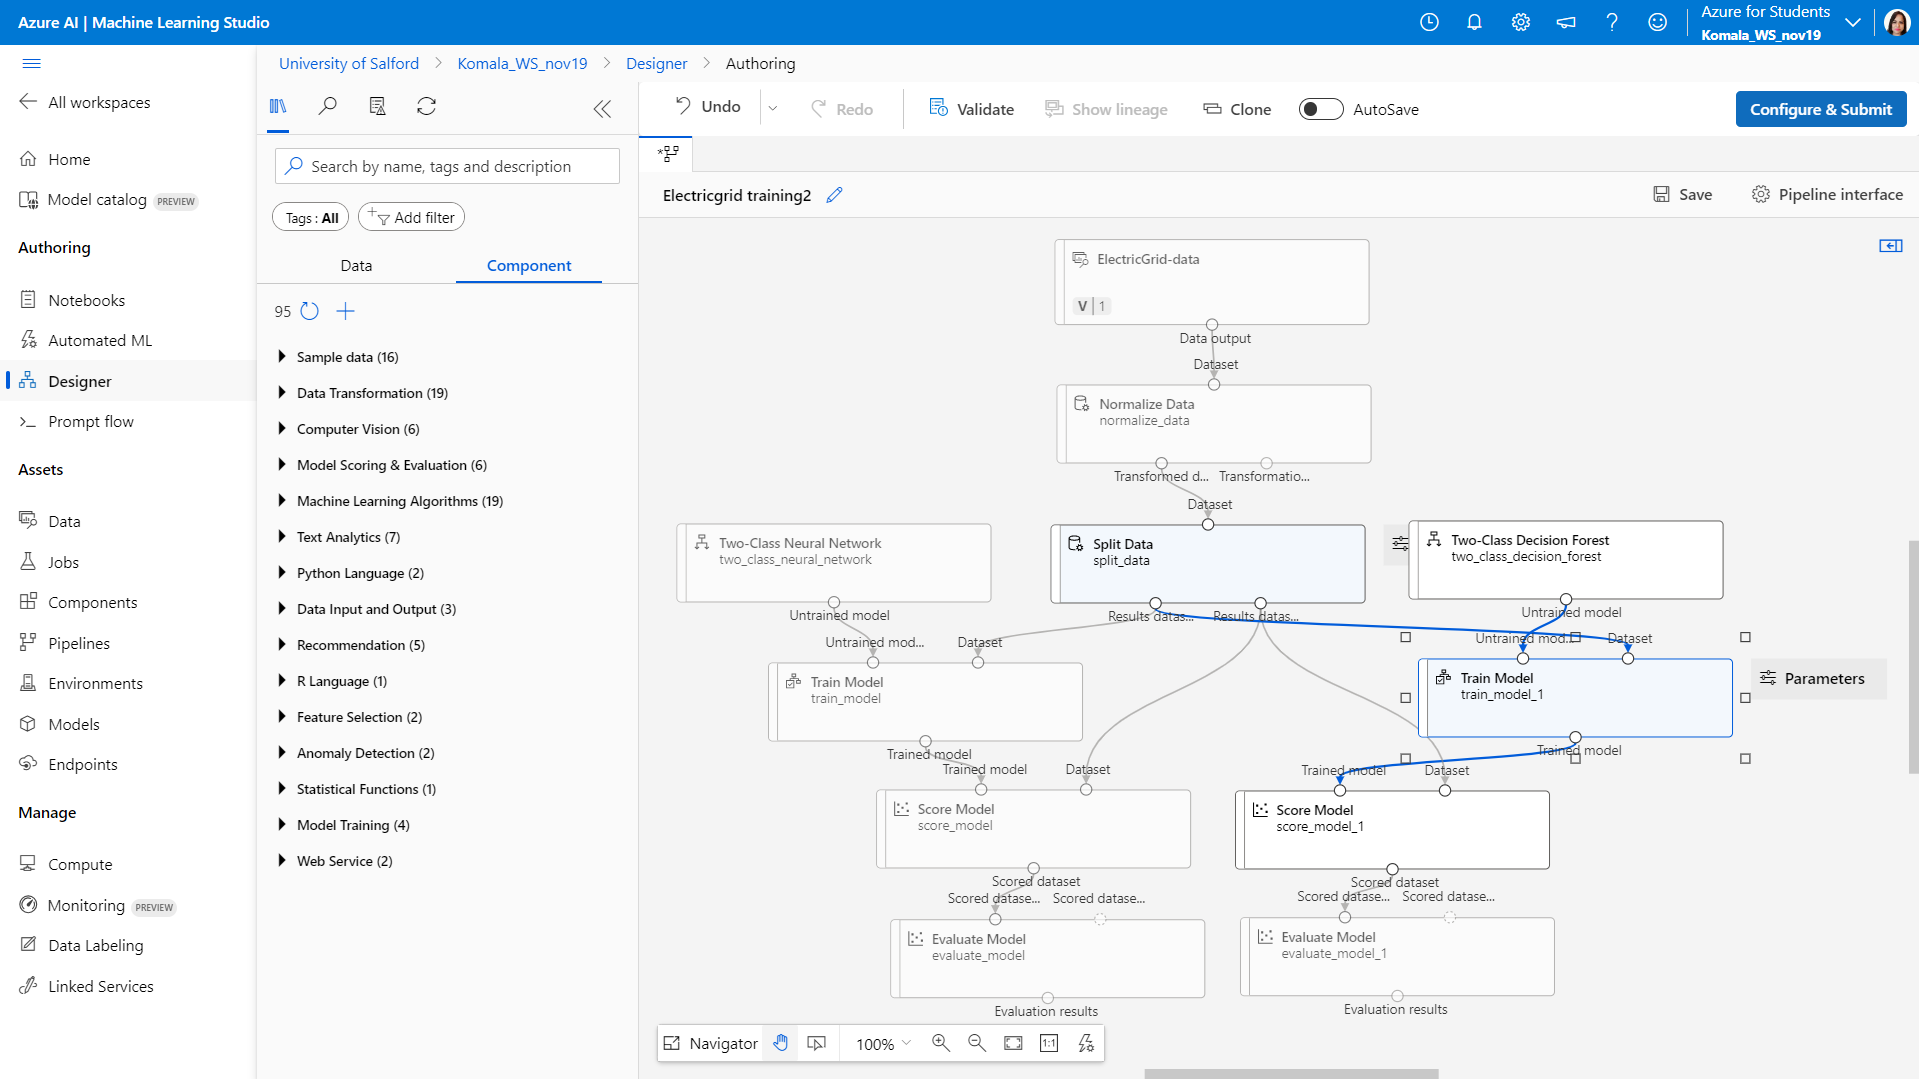 Azure AI | Machine Learning Studio
Azure for Students
Komala_WS_nov19
University of Salford
Komala_WS_nov19
Designer
Authoring
All workspaces
Home
Model catalog PREVIEW
Authoring
Notebooks
Automated ML
Designer
Prompt flow
Assets
Data
Jobs
Components
Pipelines
Environments
Models
Endpoints
Manage
Compute
Monitoring PREVIEW
Data Labeling
Linked Services
Search by name, tags and description
Tags : All
Add filter
Data
Component
95
Sample data (16)
Data Transformation (19)
Computer Vision (6)
Model Scoring & Evaluation (6)
Machine Learning Algorithms (19)
Text Analytics (7)
Python Language (2)
Data Input and Output (3)
Recommendation (5)
R Language (1)
Feature Selection (2)
Anomaly Detection (2)
Statistical Functions (1)
Model Training (4)
Web Service (2)
Undo
Redo
Validate
Show lineage
Clone
AutoSave
Configure & Submit
Electricgrid training2
Save
Pipeline interface
ElectricGrid-data
V 1
Data output
Dataset
Normalize Data
normalize_data
Transformed d...
Transformatio...
Dataset
Two-Class Neural Network
two_class_neural_network
Untrained model
Split Data
split_data
Results datas...
Results datas...
Two-Class Decision Forest
two_class_decision_forest
Untrained model
Untrained mod...
Dataset
Train Model
train_model
Trained model
Untrained mod...
Dataset
Train Model
train_model_1
Trained model
Parameters
Trained model
Dataset
Score Model
score_model
Scored dataset
Trained model
Dataset
Score Model
score_model_1
Scored dataset
Scored datase...
Scored datase...
Evaluate Model
evaluate_model
Evaluation results
Scored datase...
Scored datase...
Evaluate Model
evaluate_model_1
Evaluation results
Navigator
100%
1:1